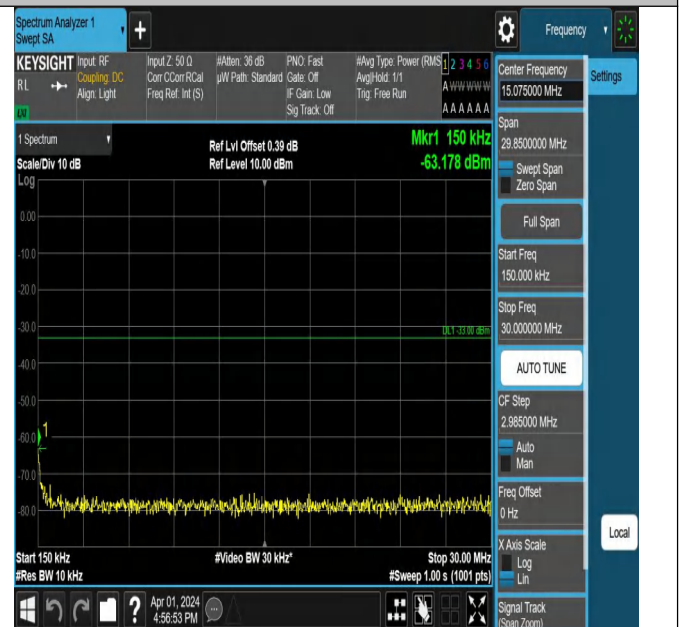 Spectrum Analyzer 1
Swept SA
+
Frequency
KEYSIGHT
RL
LXI
Input: RF
Coupling: DC
Align: Light
Input Z: 50 Ω
Corr CCorr RCal
Freq Ref: Int (S)
#Atten: 36 dB
µW Path: Standard
PNO: Fast
Gate: Off
IF Gain: Low
Sig Track: Off
#Avg Type: Power (RMS
Avg|Hold: 1/1
Trig: Free Run
1 2 3 4 5 6
A W W W W W
A A A A A A
1 Spectrum
Scale/Div 10 dB
Log
Ref Lvl Offset 0.39 dB
Ref Level 10.00 dBm
Mkr1 150 kHz
-63.178 dBm
0.00
-10.0
-20.0
-30.0
-40.0
-50.0
-60.0
-70.0
-80.0
DL1 -33.00 dBm
1
Start 150 kHz
#Res BW 10 kHz
#Video BW 30 kHz*
Stop 30.00 MHz
#Sweep 1.00 s (1001 pts)
?
Apr 01, 2024
4:56:53 PM
Center Frequency
15.075000 MHz
Settings
Span
29.8500000 MHz
Swept Span
Zero Span
Full Span
Start Freq
150.000 kHz
Stop Freq
30.000000 MHz
AUTO TUNE
CF Step
2.985000 MHz
Auto
Man
Freq Offset
0 Hz
Local
X Axis Scale
Log
Lin
Signal Track
(Span Zoom)